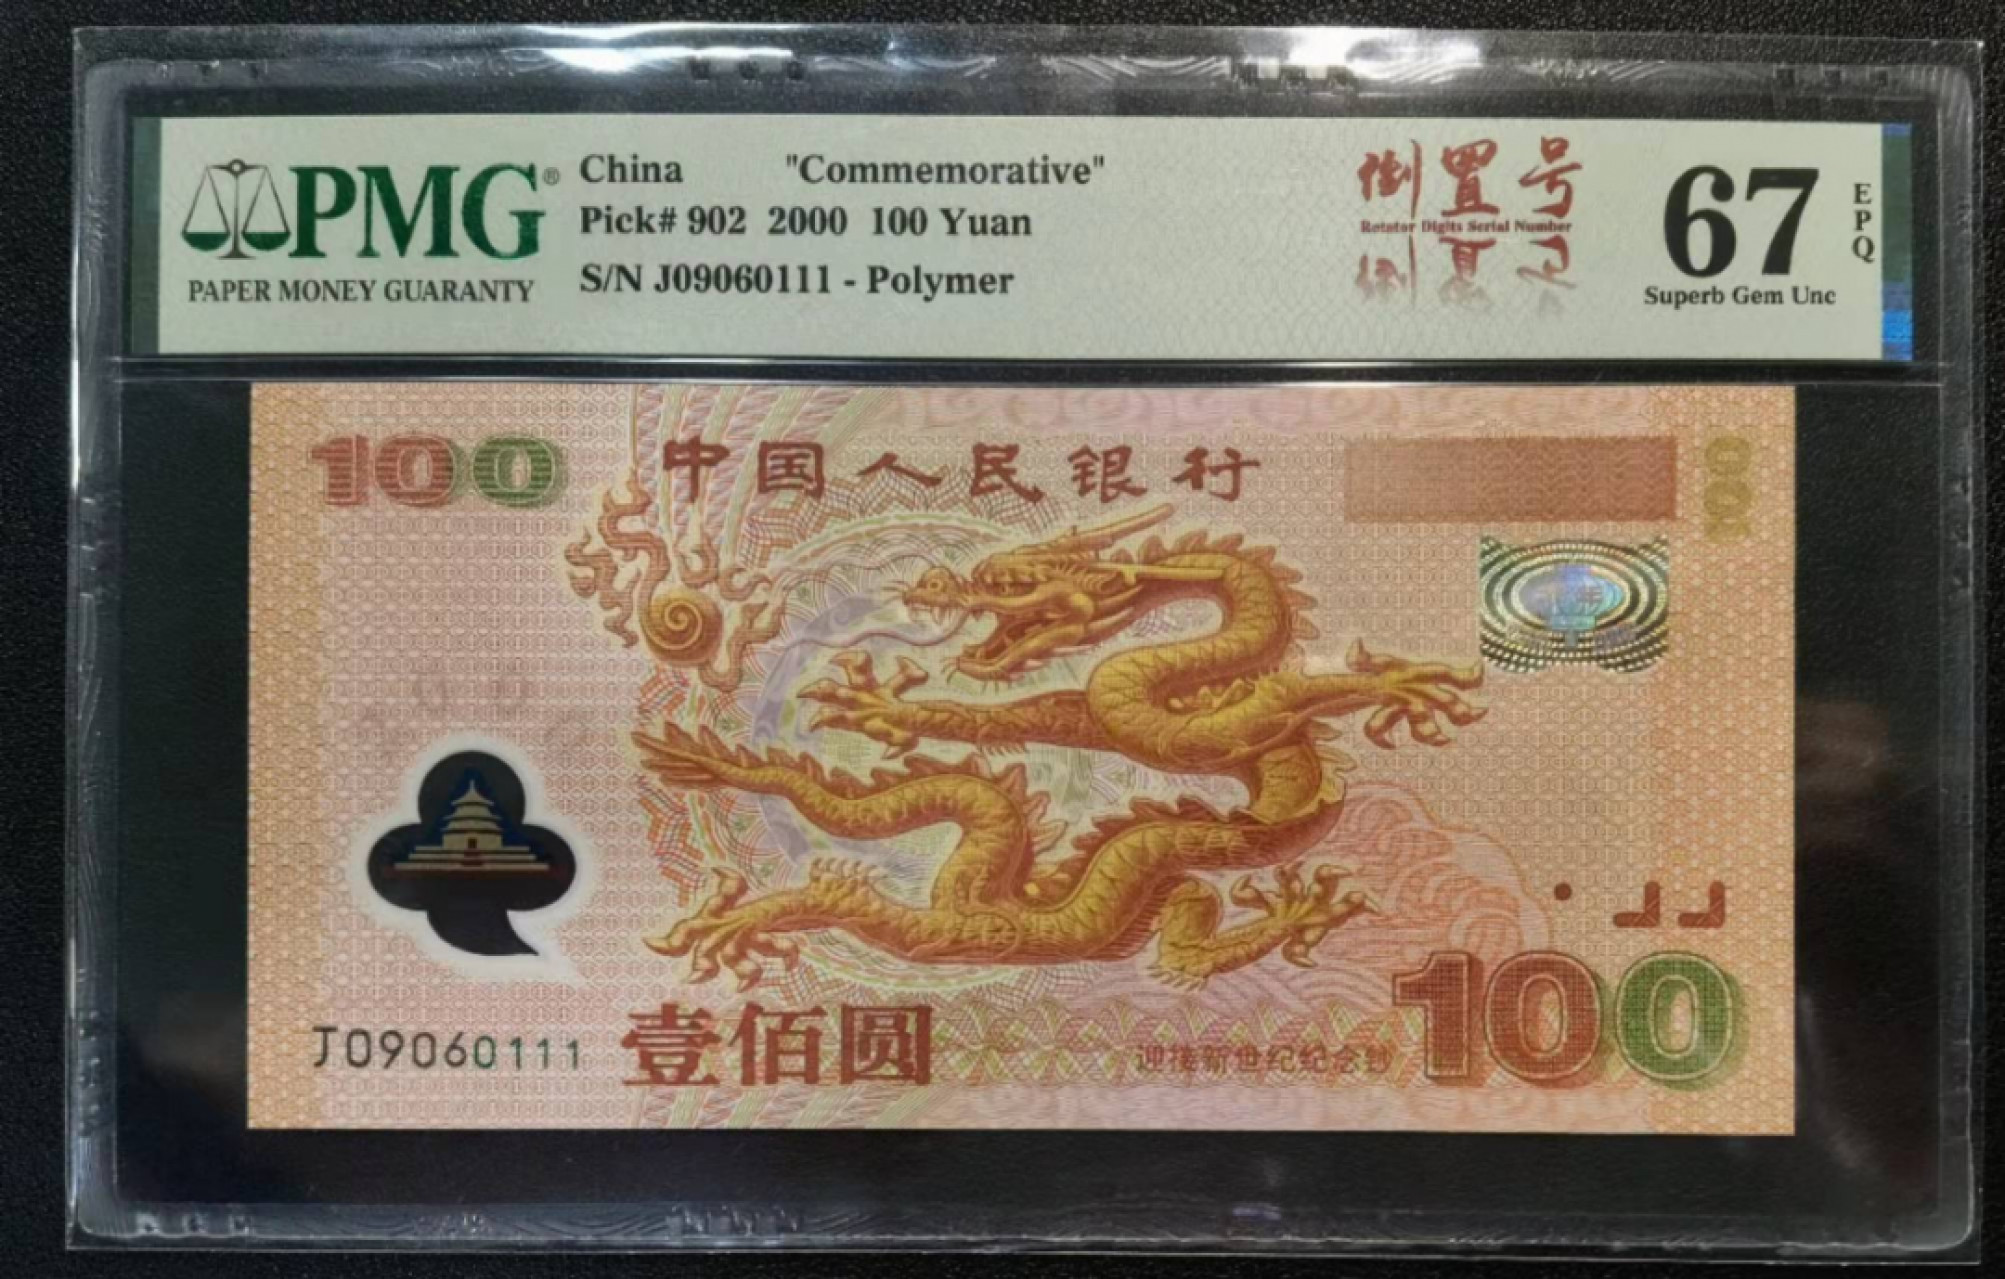 PMG®
PAPER MONEY GUARANTY
China "Commemorative"
Pick# 902 2000 100 Yuan
S/N J09060111 - Polymer
倒置号
Rotator Digits Serial Number
67
EPQ
Superb Gem Unc
100
中国人民银行
100
J09060111
壹佰圆
迎接新世纪纪念钞
100